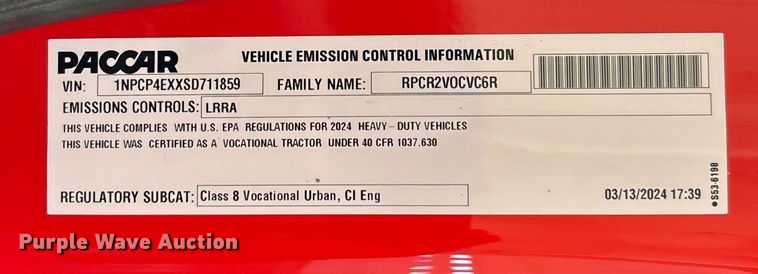 PACCAR VEHICLE EMISSION CONTROL INFORMATION
VIN: 1NPCP4EXXSD711859 FAMILY NAME: RPCR2VOCVC6R
EMISSIONS CONTROLS: LRRA
THIS VEHICLE COMPLIES WITH U.S. EPA REGULATIONS FOR 2024 HEAVY-DUTY VEHICLES
THIS VEHICLE WAS CERTIFIED AS A VOCATIONAL TRACTOR UNDER 40 CFR 1037.630
REGULATORY SUBCAT: Class 8 Vocational Urban, CI Eng 03/13/2024 17:39
●S53-6198
Purple Wave Auction